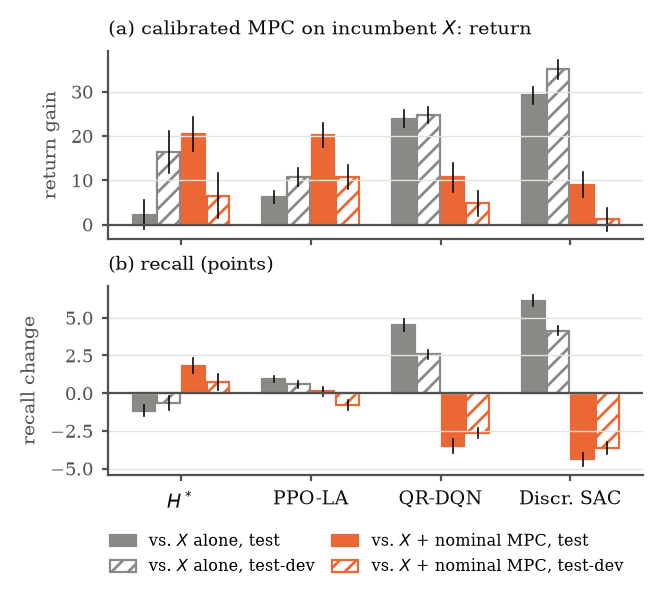 (a) calibrated MPC on incumbent X: return
return gain
30
20
10
0
(b) recall (points)
recall change
5.0
2.5
0.0
−2.5
−5.0
H* PPO-LA QR-DQN Discr. SAC
vs. X alone, test
vs. X alone, test-dev
vs. X + nominal MPC, test
vs. X + nominal MPC, test-dev